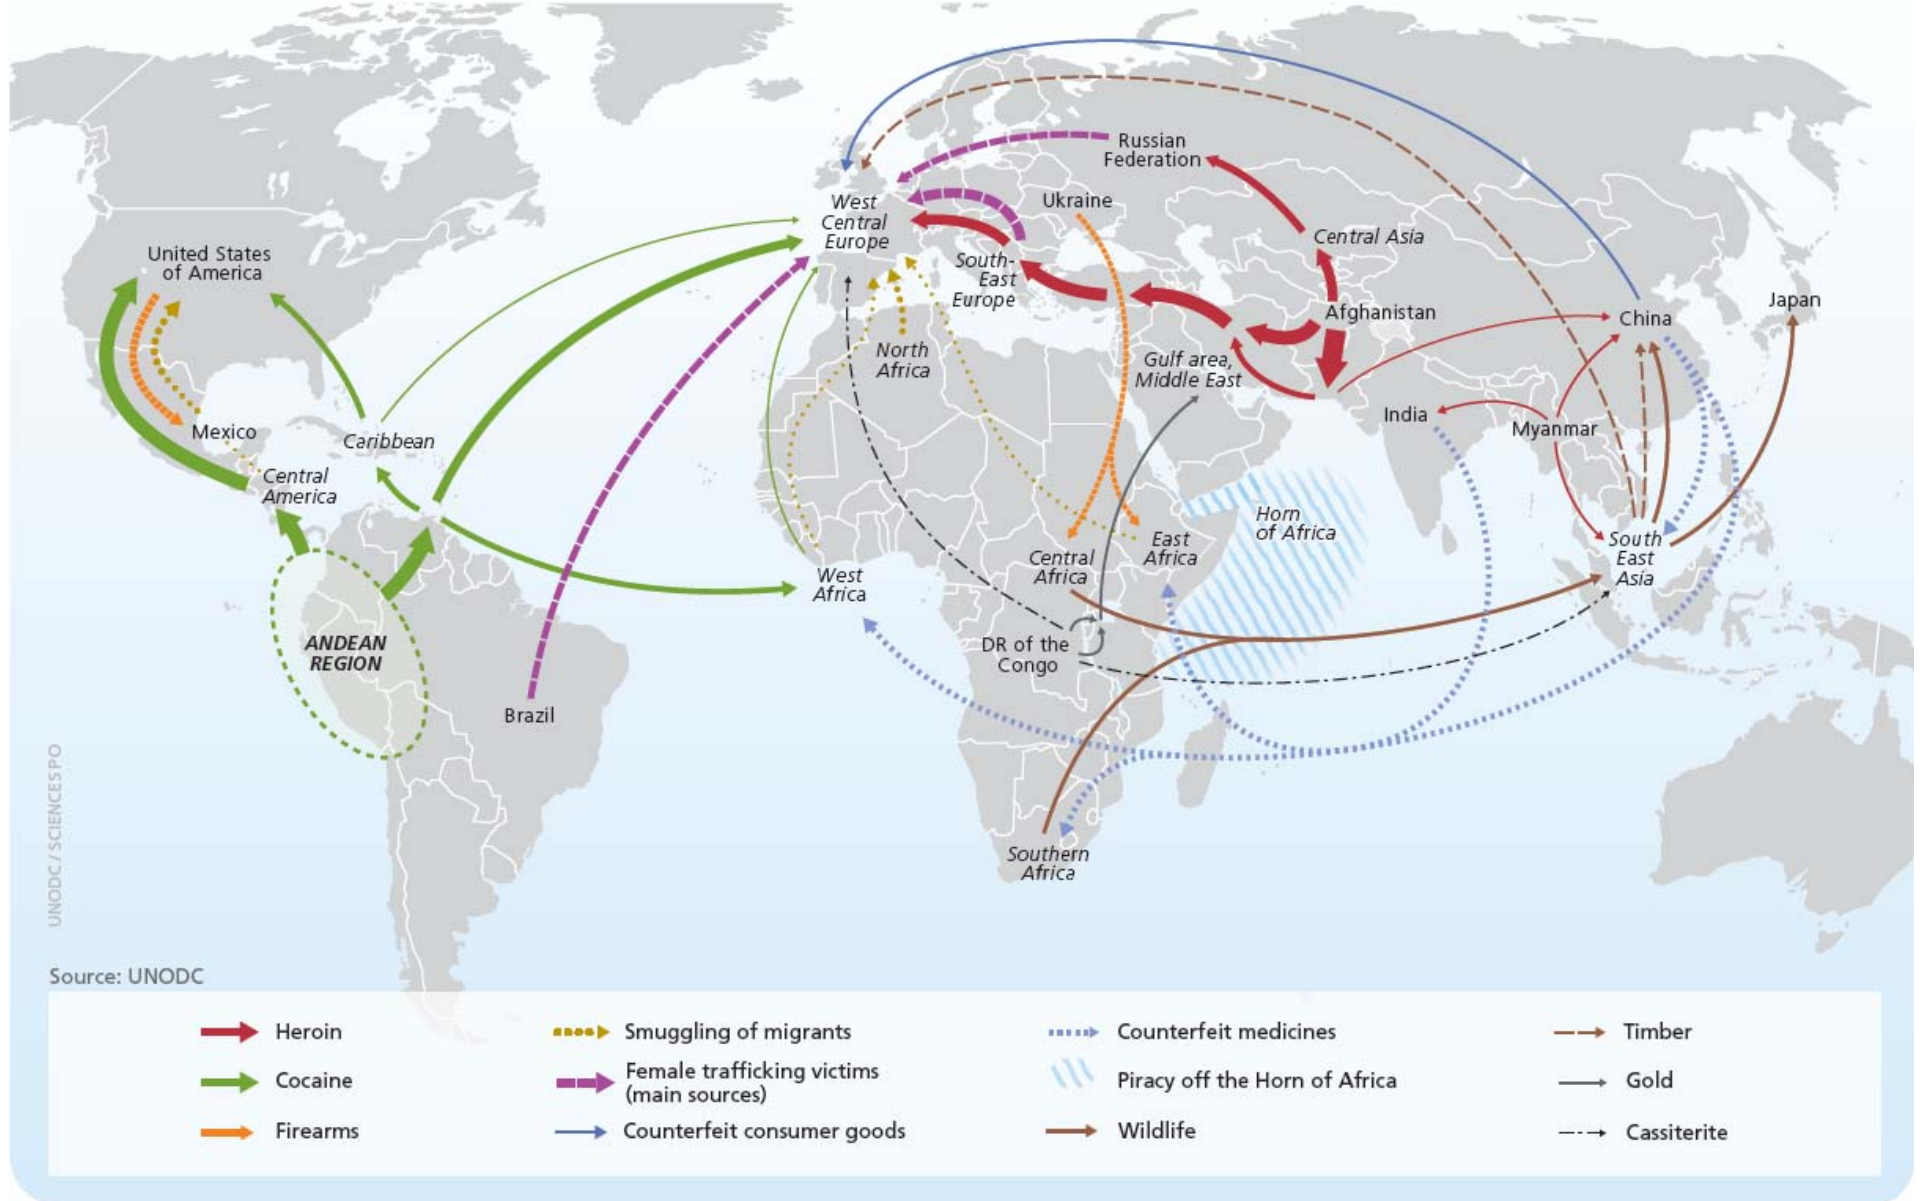 Russian
Federation
West
Central
Europe
Ukraine
Central Asia
United States
of America
South-
East
Europe
Afghanistan
China
Japan
North
Africa
Gulf area,
Middle East
India
Myanmar
Mexico
Caribbean
Central
America
Horn
of Africa
East
Africa
Central
Africa
South
East
Asia
West
Africa
ANDEAN
REGION
DR of the
Congo
Brazil
Southern
Africa
UNODC / SCIENCES PO
Source: UNODC
Heroin
Smuggling of migrants
Counterfeit medicines
Timber
Cocaine
Female trafficking victims
(main sources)
Piracy off the Horn of Africa
Gold
Firearms
Counterfeit consumer goods
Wildlife
Cassiterite